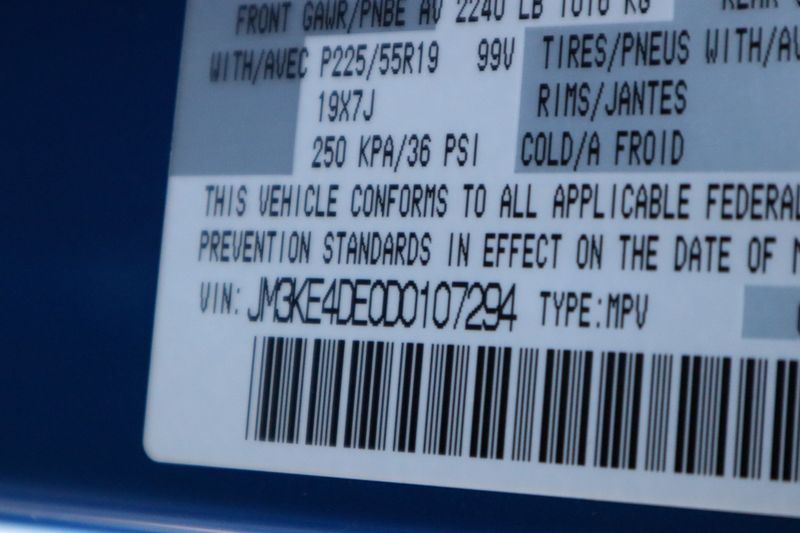 FRONT GAWR/PNBE AV 2240 LB 1016 KG
WITH/AVEC P225/55R19 99V TIRES/PNEUS WITH/AV
19X7J RIMS/JANTES
250 KPA/36 PSI COLD/A FROID
THIS VEHICLE CONFORMS TO ALL APPLICABLE FEDERAL
PREVENTION STANDARDS IN EFFECT ON THE DATE OF M
VIN: JM3KE4DE0D0107294 TYPE:MPV